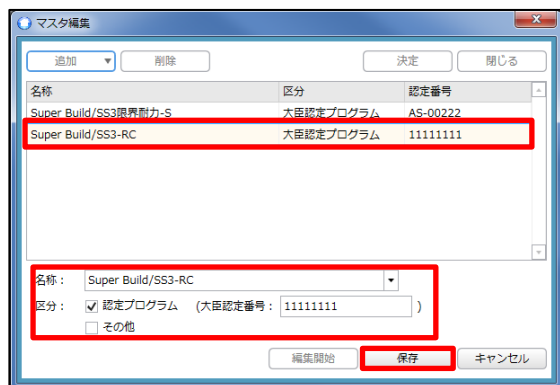 マスタ編集
追加 削除 決定 閉じる
名称 区分 認定番号
Super Build/SS3限界耐力-S 大臣認定プログラム AS-00222
Super Build/SS3-RC 大臣認定プログラム 11111111
名称： Super Build/SS3-RC
区分： 認定プログラム (大臣認定番号： 11111111 )
その他
編集開始 保存 キャンセル